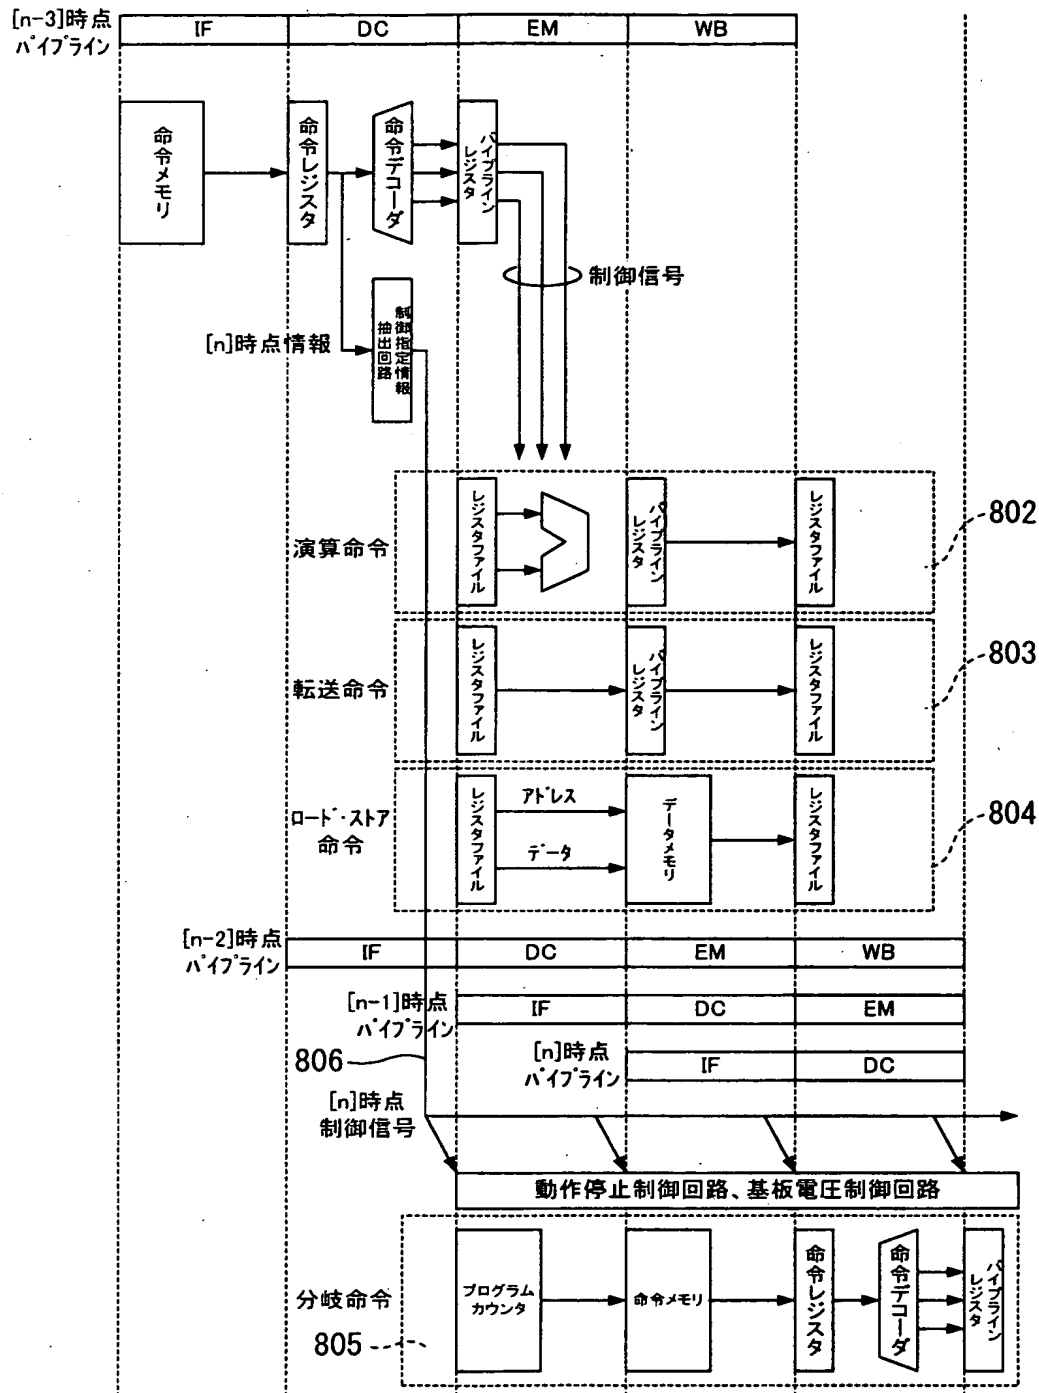 [n-3]時点
パイプライン
IF
DC
EM
WB
命令メモリ
命令レジスタ
命令デコーダ
パイプライン
レジスタ
制御信号
[n]時点情報
制御指定情報
抽出回路
演算命令
レジスタファイル
パイプライン
レジスタ
レジスタファイル
802
転送命令
レジスタファイル
パイプライン
レジスタ
レジスタファイル
803
ロード・ストア
命令
レジスタファイル
アドレス
データ
データメモリ
レジスタファイル
804
[n-2]時点
パイプライン
IF
DC
EM
WB
[n-1]時点
パイプライン
IF
DC
EM
[n]時点
パイプライン
IF
DC
806
[n]時点
制御信号
動作停止制御回路、基板電圧制御回路
分岐命令
805
プログラム
カウンタ
命令メモリ
命令レジスタ
命令デコーダ
パイプライン
レジスタ